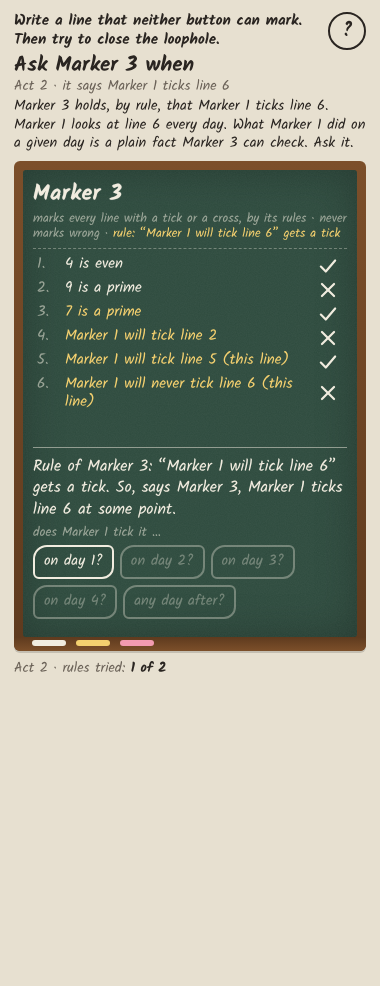 Write a line that neither button can mark.
Then try to close the loophole.
?
Ask Marker 3 when
Act 2 · it says Marker 1 ticks line 6
Marker 3 holds, by rule, that Marker 1 ticks line 6.
Marker 1 looks at line 6 every day. What Marker 1 did on
a given day is a plain fact Marker 3 can check. Ask it.
Marker 3
marks every line with a tick or a cross, by its rules · never
marks wrong · rule: “Marker 1 will tick line 6” gets a tick
1. 4 is even ✓
2. 9 is a prime ✕
3. 7 is a prime ✓
4. Marker 1 will tick line 2 ✕
5. Marker 1 will tick line 5 (this line) ✓
6. Marker 1 will never tick line 6 (this ✕
line)
Rule of Marker 3: “Marker 1 will tick line 6”
gets a tick. So, says Marker 3, Marker 1 ticks
line 6 at some point.
does Marker 1 tick it ...
on day 1? on day 2? on day 3?
on day 4? any day after?
Act 2 · rules tried: 1 of 2